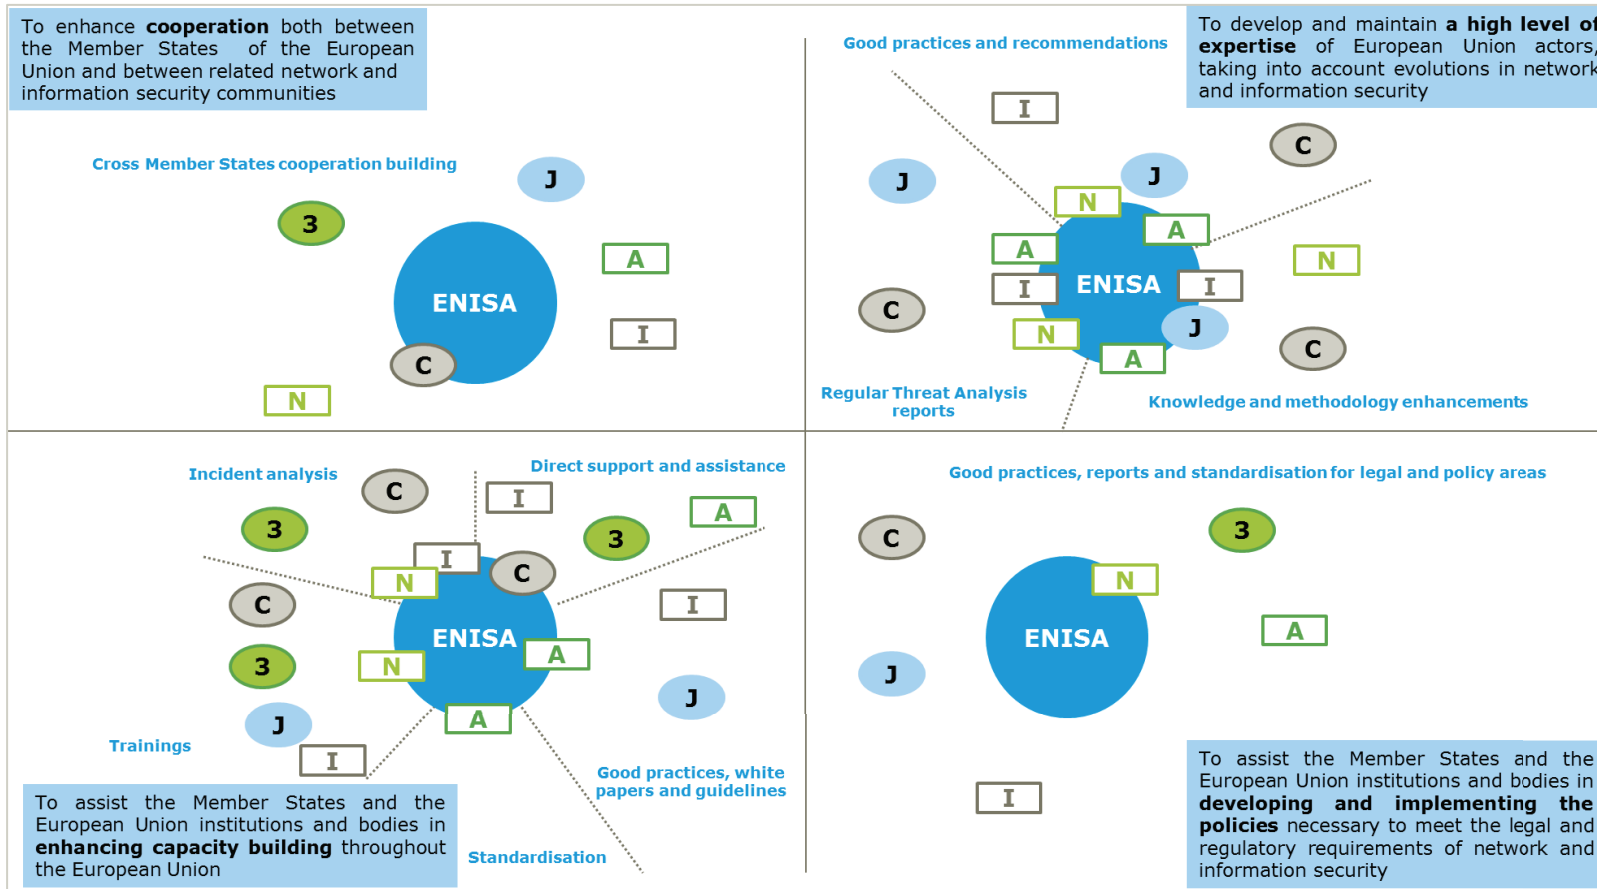 To enhance cooperation both between
the Member States of the European
Union and between related network and
information security communities
Cross Member States cooperation building
J
3
A
ENISA
I
C
N
Good practices and recommendations
To develop and maintain a high level of
expertise of European Union actors,
taking into account evolutions in network
and information security
I
C
J
J
N
A
A
N
ENISA
I
I
C
N
J
C
A
Regular Threat Analysis
reports
Knowledge and methodology enhancements
Incident analysis
Direct support and assistance
C
I
A
3
3
I
C
N
C
I
ENISA
A
N
3
J
J
A
Trainings
I
Good practices, white
papers and guidelines
To assist the Member States and the
European Union institutions and bodies in
enhancing capacity building throughout
the European Union
Standardisation
Good practices, reports and standardisation for legal and policy areas
C
3
N
A
ENISA
J
I
To assist the Member States and the
European Union institutions and bodies in
developing and implementing the
policies necessary to meet the legal and
regulatory requirements of network and
information security